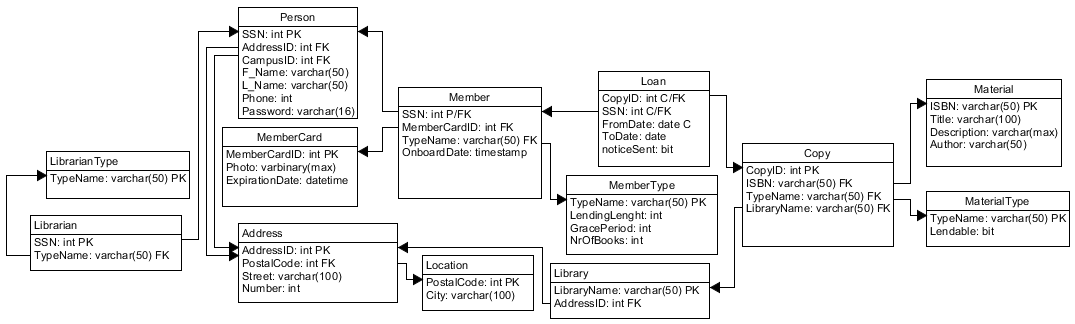 Person
SSN: int PK
AddressID: int FK
CampusID: int FK
F_Name: varchar(50)
L_Name: varchar(50)
Phone: int
Password: varchar(16)
Member
SSN: int P/FK
MemberCardID: int FK
TypeName: varchar(50) FK
OnboardDate: timestamp
Loan
CopyID: int C/FK
SSN: int C/FK
FromDate: date C
ToDate: date
noticeSent: bit
Material
ISBN: varchar(50) PK
Title: varchar(100)
Description: varchar(max)
Author: varchar(50)
MemberCard
MemberCardID: int PK
Photo: varbinary(max)
ExpirationDate: datetime
LibrarianType
TypeName: varchar(50) PK
Copy
CopyID: int PK
ISBN: varchar(50) FK
TypeName: varchar(50) FK
LibraryName: varchar(50) FK
MemberType
TypeName: varchar(50) PK
LendingLenght: int
GracePeriod: int
NrOfBooks: int
MaterialType
TypeName: varchar(50) PK
Lendable: bit
Librarian
SSN: int PK
TypeName: varchar(50) FK
Address
AddressID: int PK
PostalCode: int FK
Street: varchar(100)
Number: int
Location
PostalCode: int PK
City: varchar(100)
Library
LibraryName: varchar(50) PK
AddressID: int FK